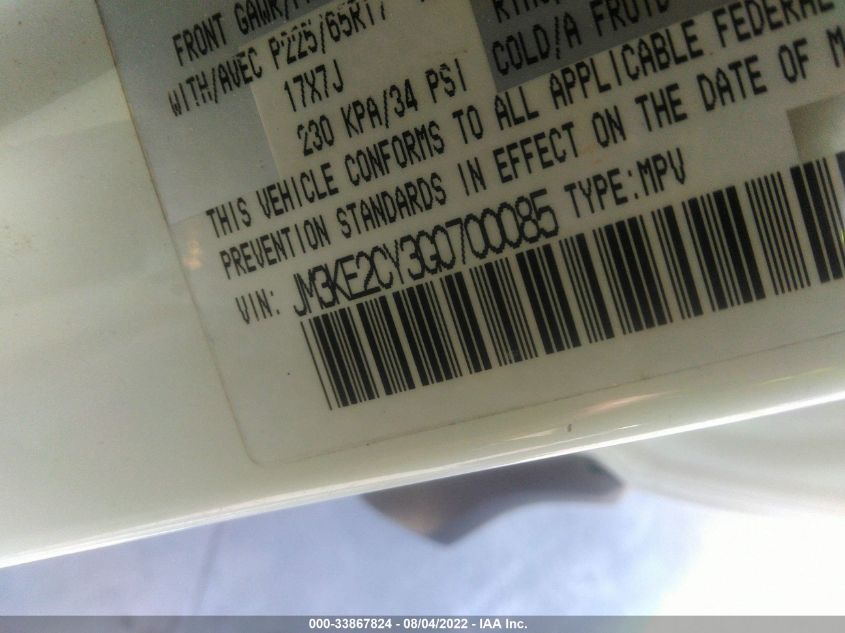 FRONT GAWR/
WITH/AVEC P225/65R17
17X7J
230 KPA/34 PSI
COLD/A FROID
THIS VEHICLE CONFORMS TO ALL APPLICABLE FEDERAL
PREVENTION STANDARDS IN EFFECT ON THE DATE OF M
VIN: JM3KE2CY3G0700085 TYPE:MPV
000-33867824 - 08/04/2022 - IAA Inc.